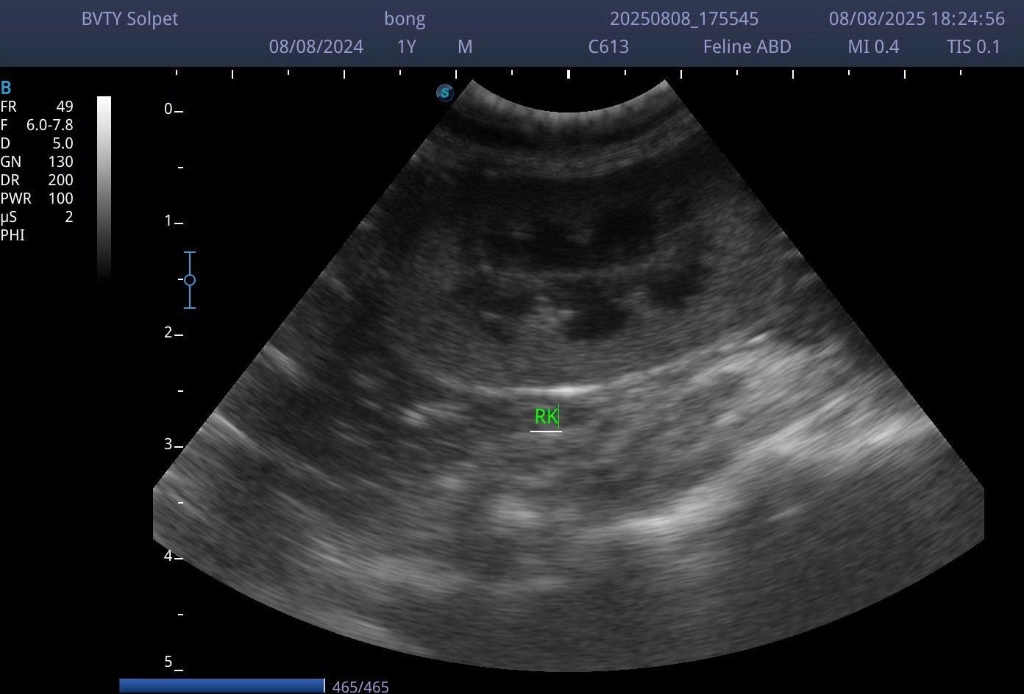 BVTY Solpet bong 20250808_175545 08/08/2025 18:24:56
08/08/2024 1Y M C613 Feline ABD MI 0.4 TIS 0.1
S
B
FR 49
F 6.0-7.8
D 5.0
GN 130
DR 200
PWR 100
µS 2
PHI
0
1
2
RK
3
4
5
465/465